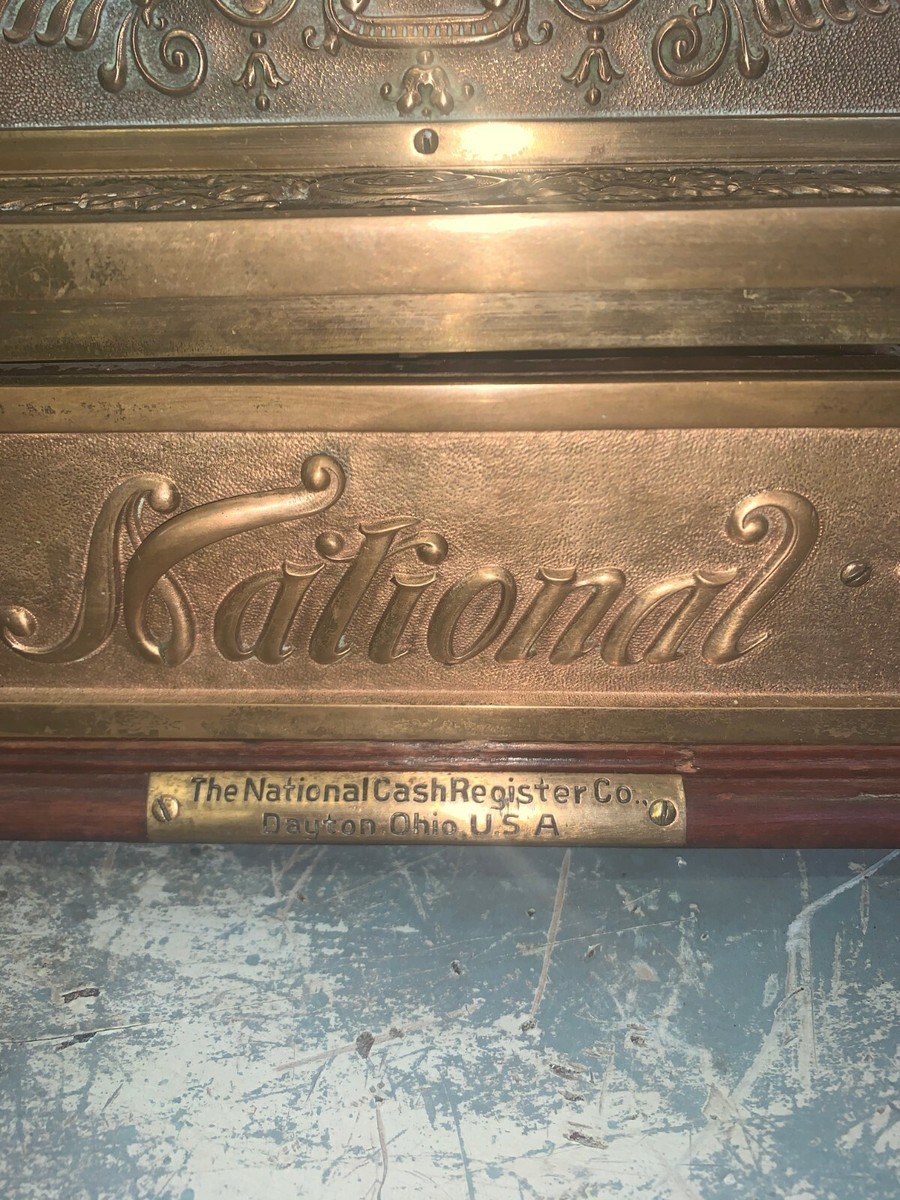 National
The National Cash Register Co.,
Dayton Ohio U.S A